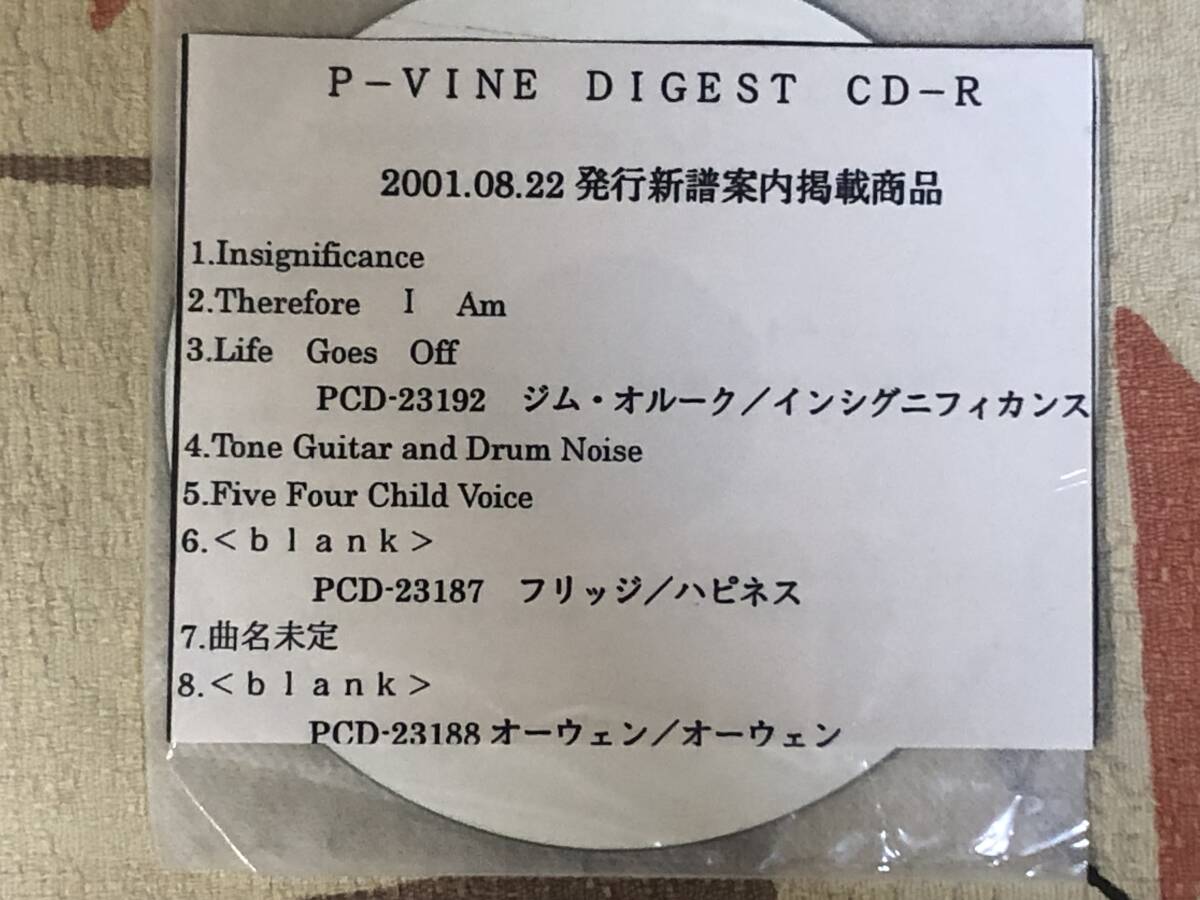 P－VINE　DIGEST　CD－R
2001.08.22 発行新譜案内掲載商品
1.Insignificance
2.Therefore　I　Am
3.Life　Goes　Off
PCD-23192　ジム・オルーク／インシグニフィカンス
4.Tone Guitar and Drum Noise
5.Five Four Child Voice
6.＜ｂｌａｎｋ＞
PCD-23187　フリッジ／ハピネス
7.曲名未定
8.＜ｂｌａｎｋ＞
PCD-23188 オーウェン／オーウェン